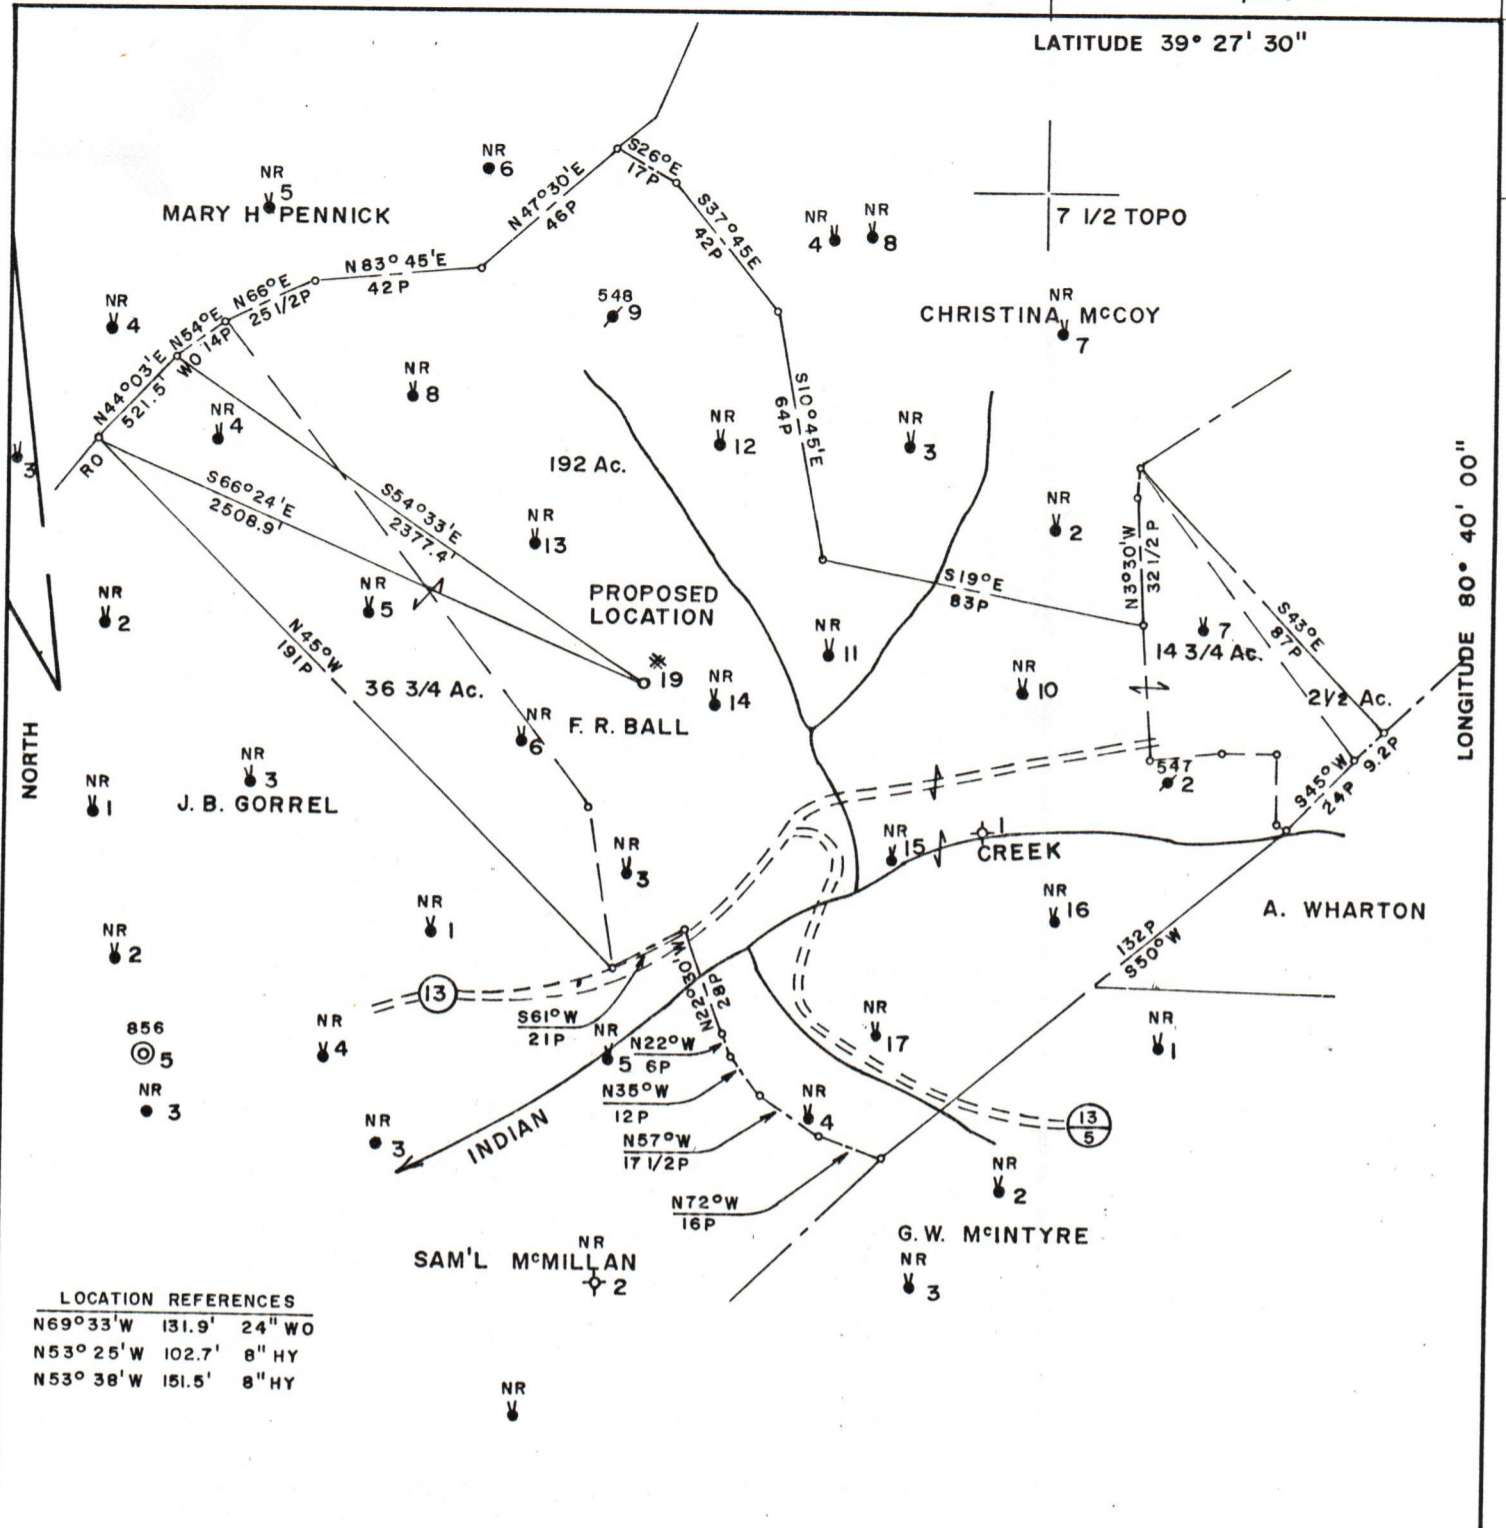 LATITUDE 39° 27' 30"
NR
6
NR
5
MARY H PENNICK
S26°E
17P
N47°30'E
46P
S37°45E
42P
NR
4
NR
8
7 1/2 TOPO
N83°45'E
42P
N66°E
25 1/2P
N54°E
14P
WO
NR
4
548
9
CHRISTINA McCOY
NR
7
N44°03'E
521.5'
RO
NR
8
NR
4
3
S10°45'E
64P
NR
12
NR
3
192 Ac.
S66°24'E
2508.9'
S54°33'E
2377.4'
NR
13
NR
2
N3°30'W
32 1/2 P
LONGITUDE 80° 40' 00"
S19°E
83P
NR
5
NR
2
PROPOSED
LOCATION
19
NR
11
7
14 3/4 Ac.
S43°E
87P
N45°W
191P
36 3/4 Ac.
NR
14
NR
10
2 1/2 Ac.
NR
6
F. R. BALL
NORTH
NR
3
J. B. GORREL
NR
1
547
2
S45°W
24P
9.2P
NR
15
1
CREEK
NR
3
NR
16
A. WHARTON
NR
1
NR
2
132P
S50°W
13
N22°30'W
28P
S61°W
21P
NR
5
N22°W
6P
NR
17
NR
1
856
5
NR
4
NR
3
N35°W
12P
NR
4
13
5
NR
3
INDIAN
N57°W
17 1/2P
N72°W
16P
NR
2
G.W. McINTYRE
NR
3
SAM'L McMILLAN
NR
2
LOCATION REFERENCES
N69°33'W 131.9' 24" WO
N53°25'W 102.7' 8" HY
N53°38'W 151.5' 8" HY
NR